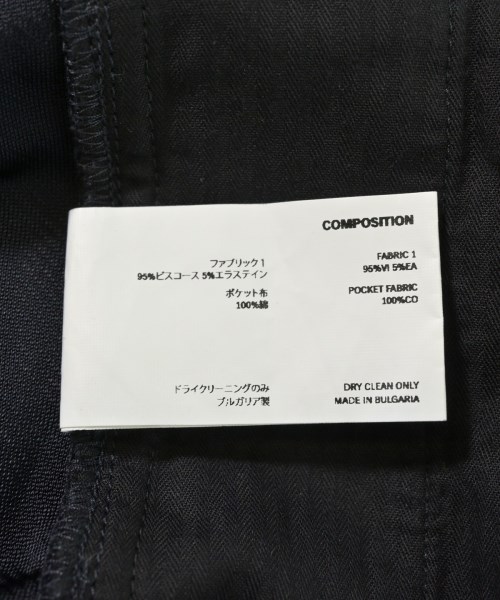 COMPOSITION
ファブリック1
95%ビスコース 5%エラステイン
ポケット布
100%綿
ドライクリーニングのみ
ブルガリア製
FABRIC 1
95%VI 5%EA
POCKET FABRIC
100%CO
DRY CLEAN ONLY
MADE IN BULGARIA